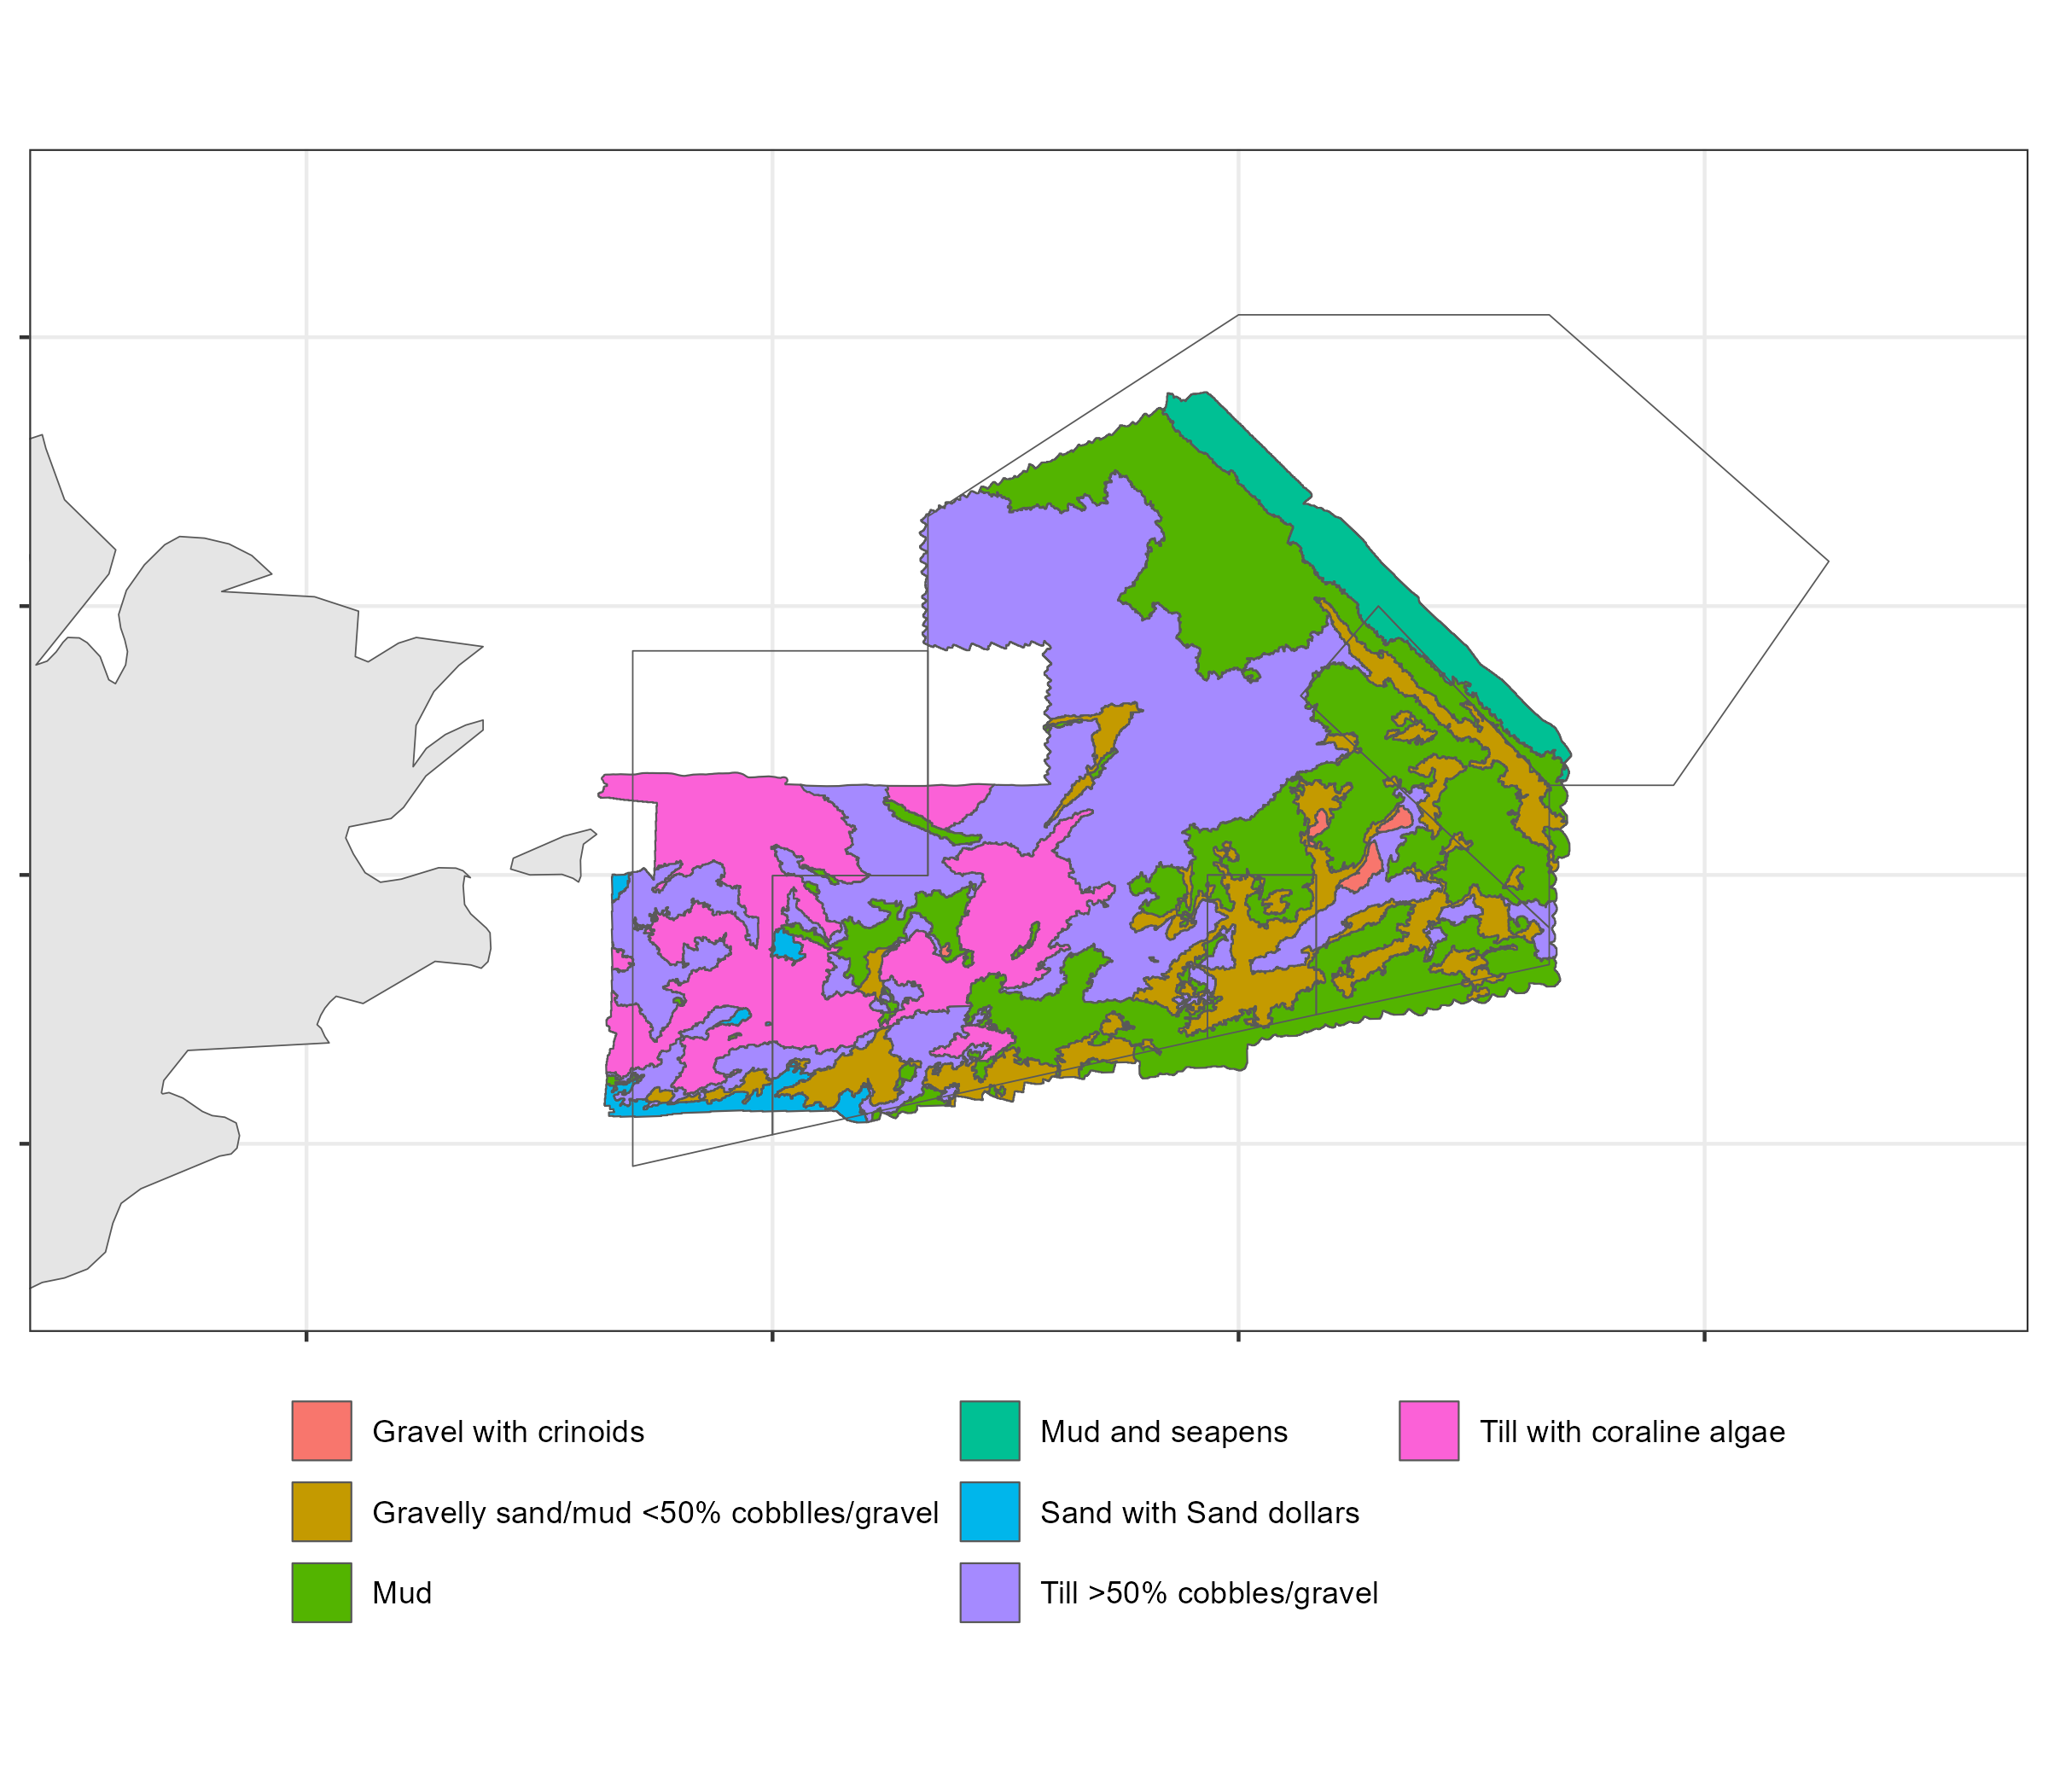 Gravel with crinoids
Gravelly sand/mud <50% cobblles/gravel
Mud
Mud and seapens
Sand with Sand dollars
Till >50% cobbles/gravel
Till with coraline algae